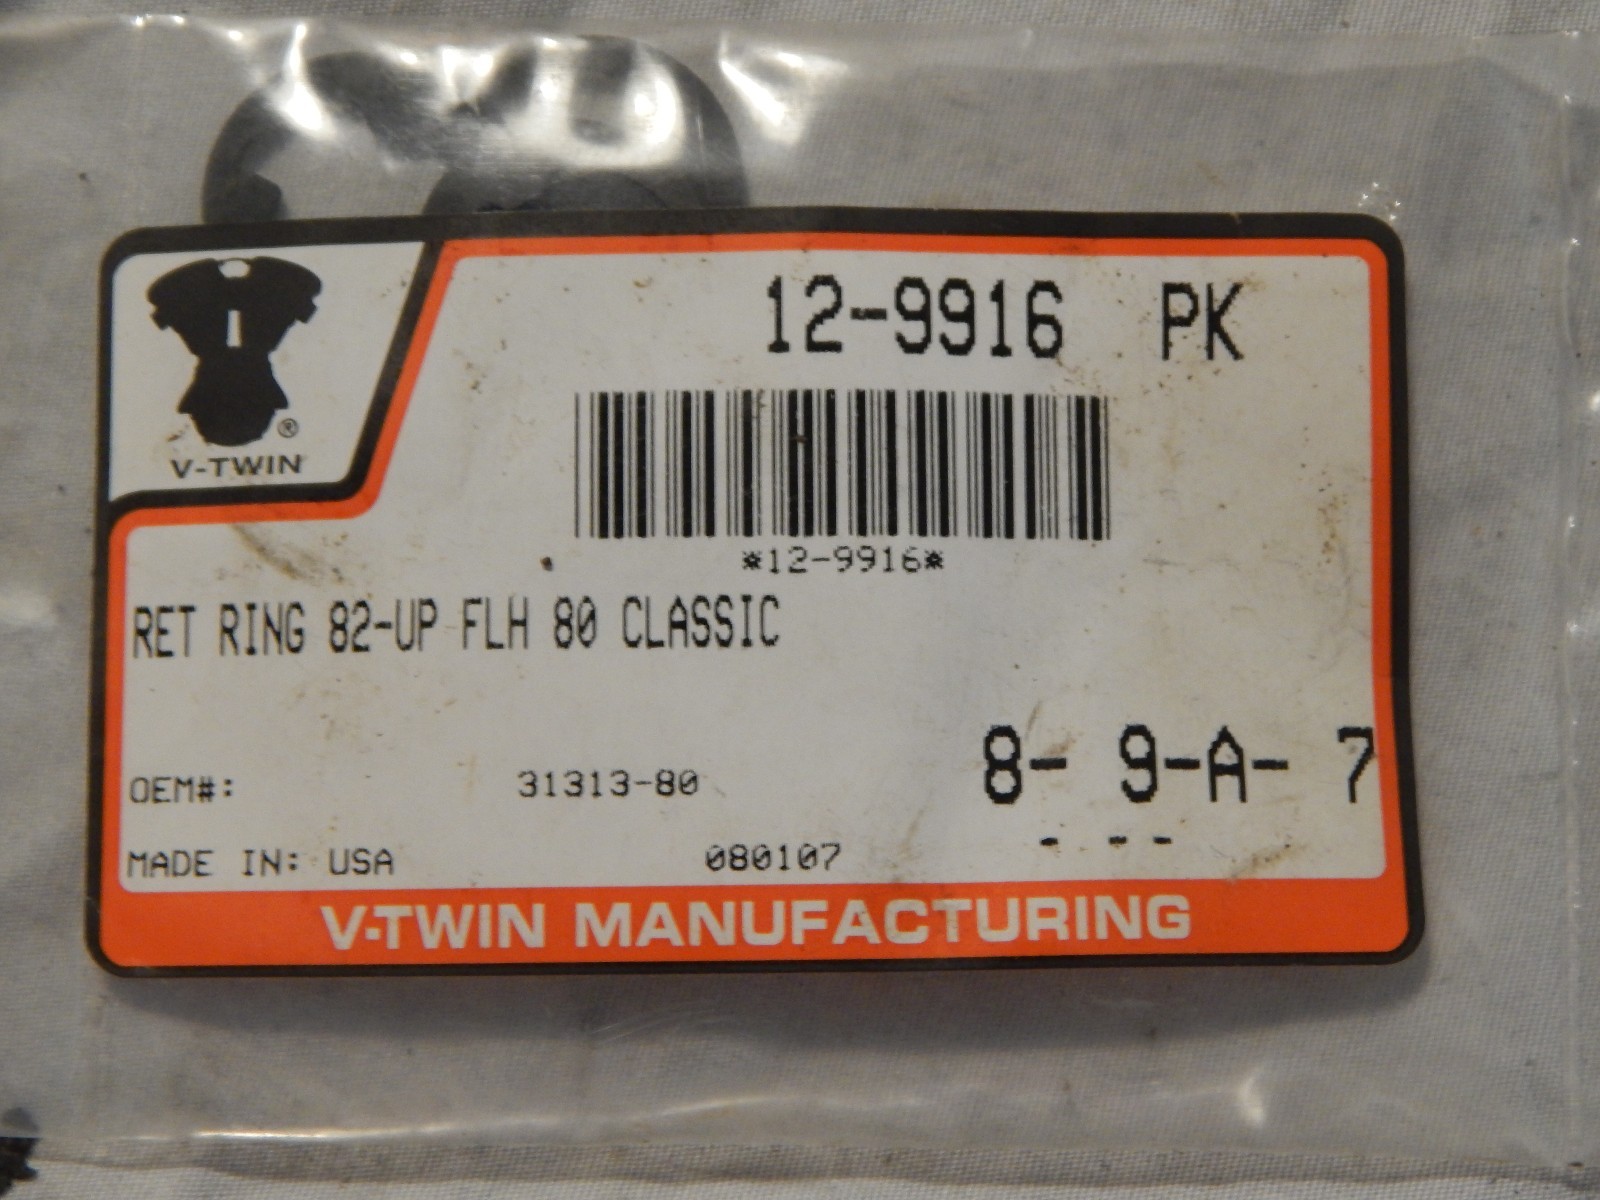 12-9916 PK
®
V-TWIN
*12-9916*
RET RING 82-UP FLH 80 CLASSIC
8- 9-A- 7
OEM#: 31313-80
- --
MADE IN: USA 080107
V-TWIN MANUFACTURING